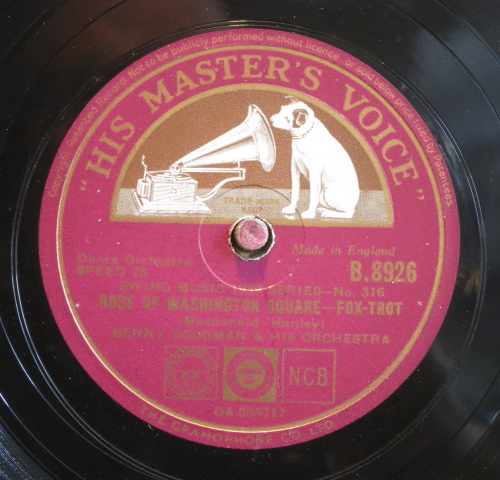 Copyright. Patented Record. Not to be publicly performed without licence or sold below price fixed by Patentees
"HIS MASTER'S VOICE"
TRADE MARK
Made in England
Dance Orchestra
SPEED 78
B.8926
SWING MUSIC SERIES - No. 316
ROSE OF WASHINGTON SQUARE—FOX-TROT
(Macdonald-Hanley)
BENNY GOODMAN & HIS ORCHESTRA
NCB
THE GRAMOPHONE CO LTD